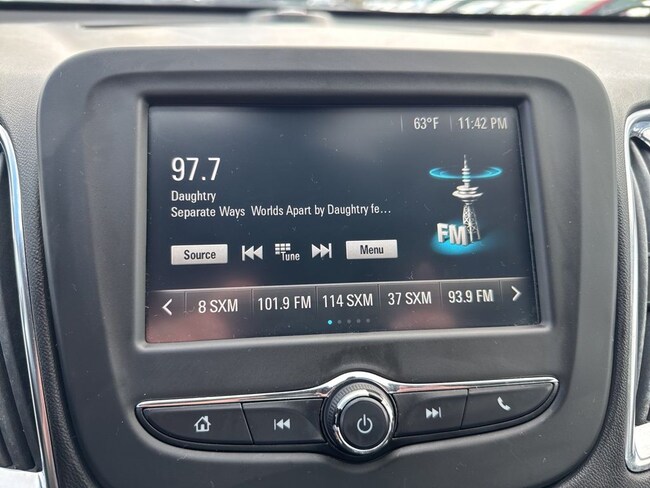 63°F 11:42 PM
97.7
Daughtry
Separate Ways Worlds Apart by Daughtry fe...
FM
Source Tune Menu
8 SXM 101.9 FM 114 SXM 37 SXM 93.9 FM